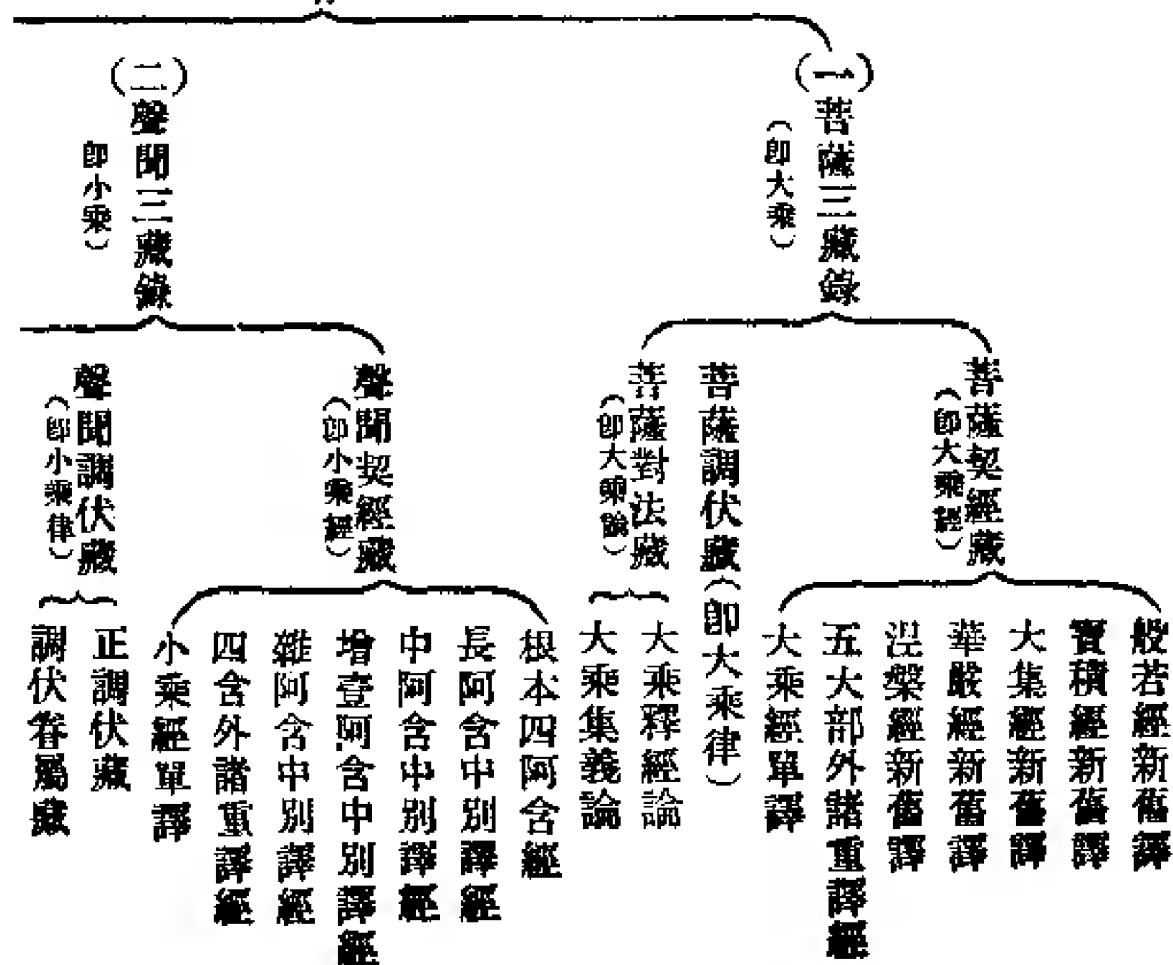 (一)菩薩三藏錄
(即大乘)
菩薩契經藏
(即大乘經)
般若經新舊譯
寶積經新舊譯
大集經新舊譯
華嚴經新舊譯
涅槃經新舊譯
五大部外諸重譯經
大乘經單譯
菩薩調伏藏(即大乘律)
菩薩對法藏
(即大乘論)
大乘釋經論
大乘集義論
(二)聲聞三藏錄
即小乘)
聲聞契經藏
(即小乘經)
根本四阿含經
長阿含中別譯經
中阿含中別譯經
增壹阿含中別譯經
雜阿含中別譯經
四含外諸重譯經
小乘經單譯
聲聞調伏藏
(即小乘律)
正調伏藏
調伏眷屬藏